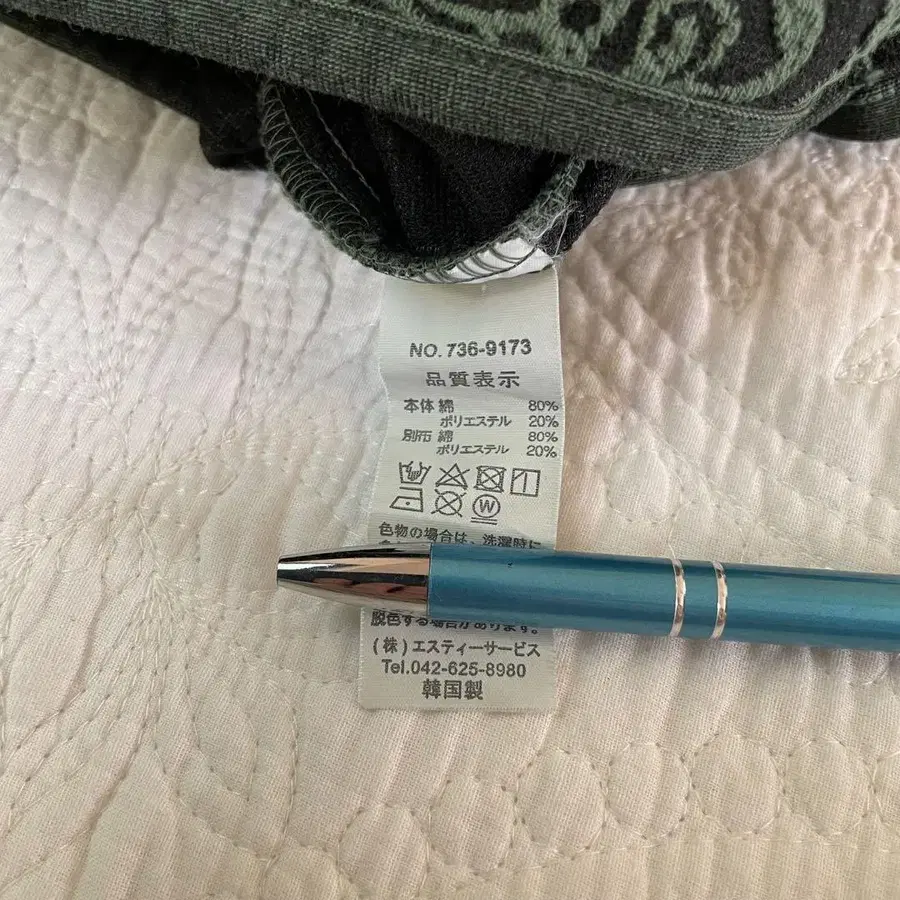 NO. 736-9173
品質表示
本体 綿 80%
ポリエステル 20%
別布 綿 80%
ポリエステル 20%
W
色物の場合は、洗濯時に
脱色する場合があります。
(株)エスティーサービス
Tel.042-625-8980
韓国製